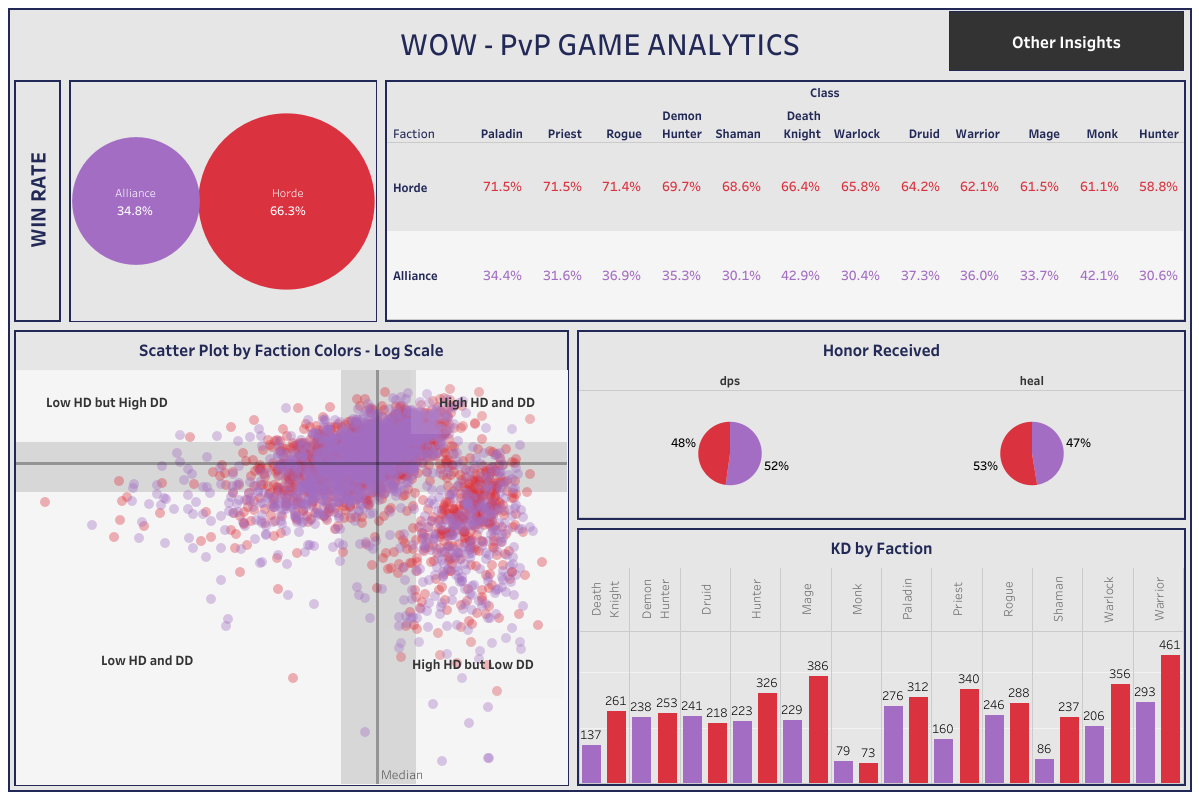 WOW - PvP GAME ANALYTICS
Other Insights
WIN RATE
Alliance
34.8%
Horde
66.3%
Class
Faction Paladin Priest Rogue Demon Hunter Shaman Death Knight Warlock Druid Warrior Mage Monk Hunter
Horde 71.5% 71.5% 71.4% 69.7% 68.6% 66.4% 65.8% 64.2% 62.1% 61.5% 61.1% 58.8%
Alliance 34.4% 31.6% 36.9% 35.3% 30.1% 42.9% 30.4% 37.3% 36.0% 33.7% 42.1% 30.6%
Scatter Plot by Faction Colors - Log Scale
Low HD but High DD
High HD and DD
Low HD and DD
High HD but Low DD
Median
Honor Received
dps
heal
48%
52%
53%
47%
KD by Faction
Death Knight
Demon Hunter
Druid
Hunter
Mage
Monk
Paladin
Priest
Rogue
Shaman
Warlock
Warrior
137 261 238 253 241 218 223 326 229 386 79 73 276 312 160 340 246 288 86 237 206 356 293 461